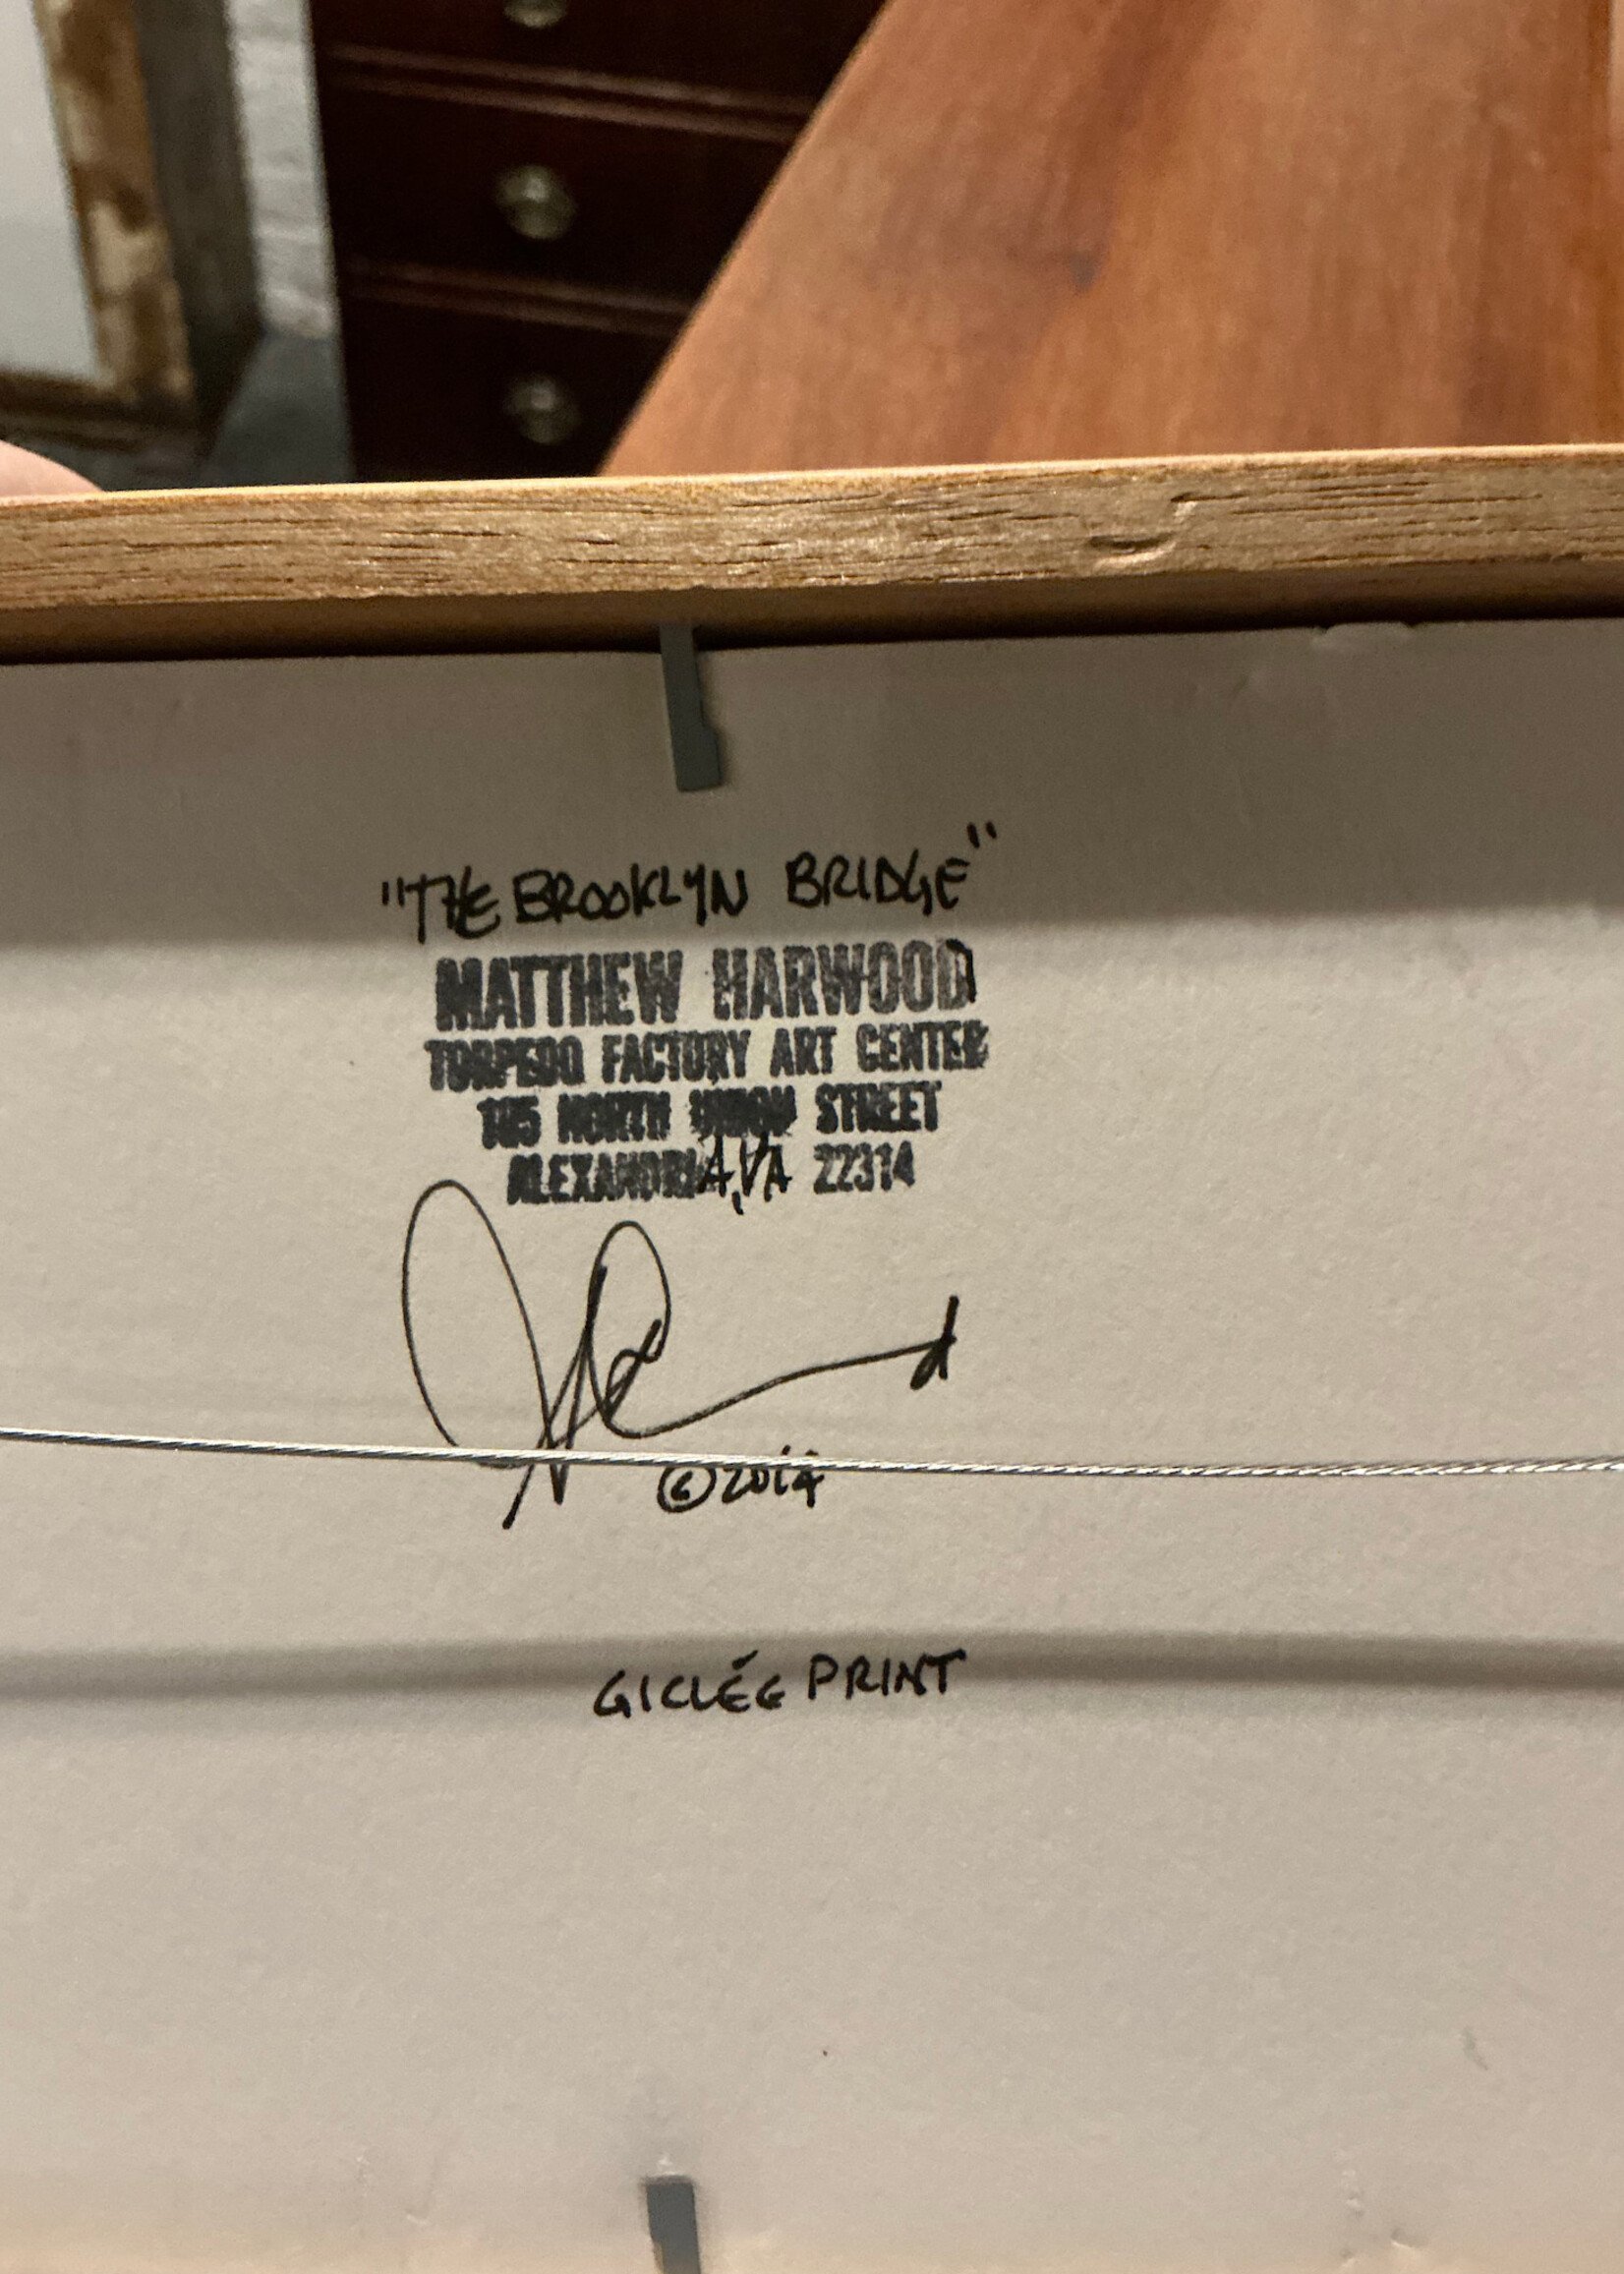 "THE BROOKLYN BRIDGE"
MATTHEW HARWOOD
TORPEDO FACTORY ART CENTER
105 NORTH UNION STREET
ALEXANDRIA, VA 22314
©2014
GICLÉE PRINT